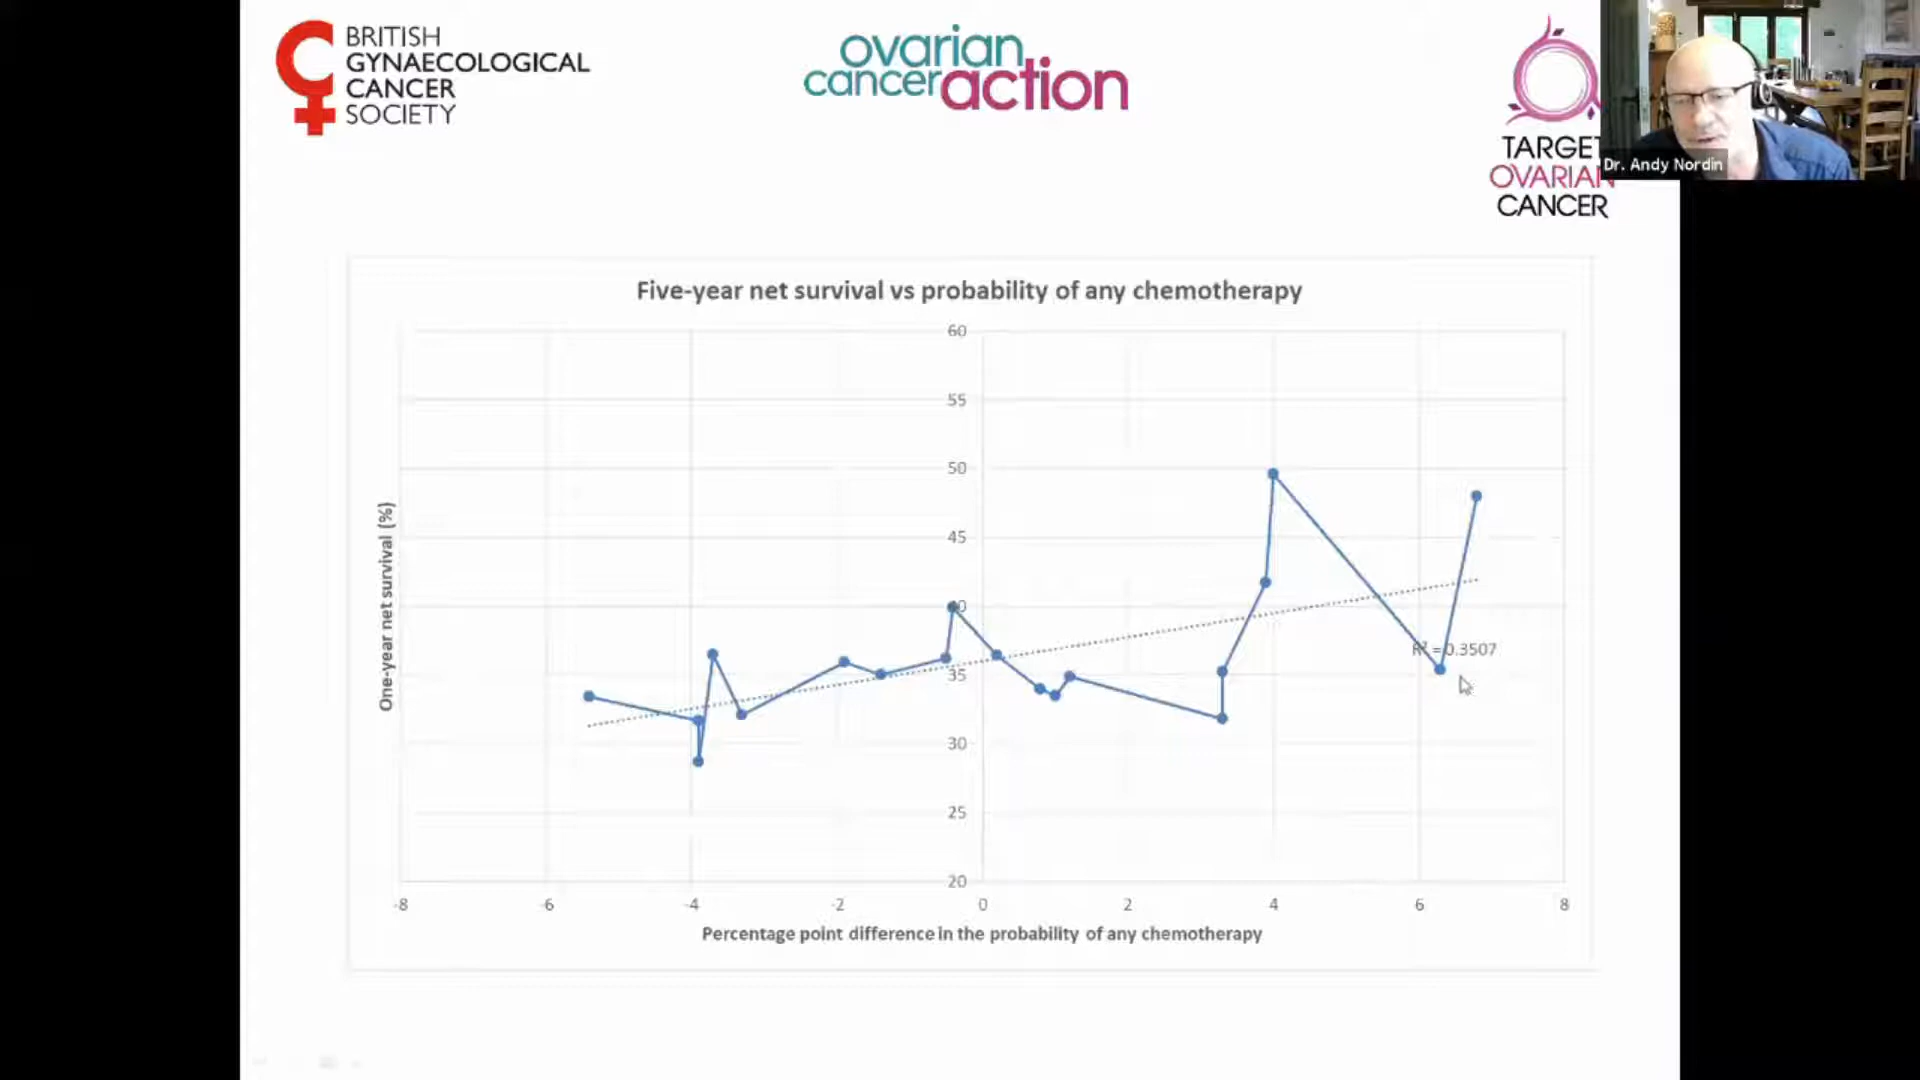 BRITISH
GYNAECOLOGICAL
CANCER
SOCIETY
ovarian
canceraction
TARGET
OVARIAN
CANCER
Dr. Andy Nordin
Five-year net survival vs probability of any chemotherapy
One-year net survival (%)
60
55
50
45
35
30
25
20
R² = 0.3507
-8 -6 -4 -2 0 2 4 6 8
Percentage point difference in the probability of any chemotherapy